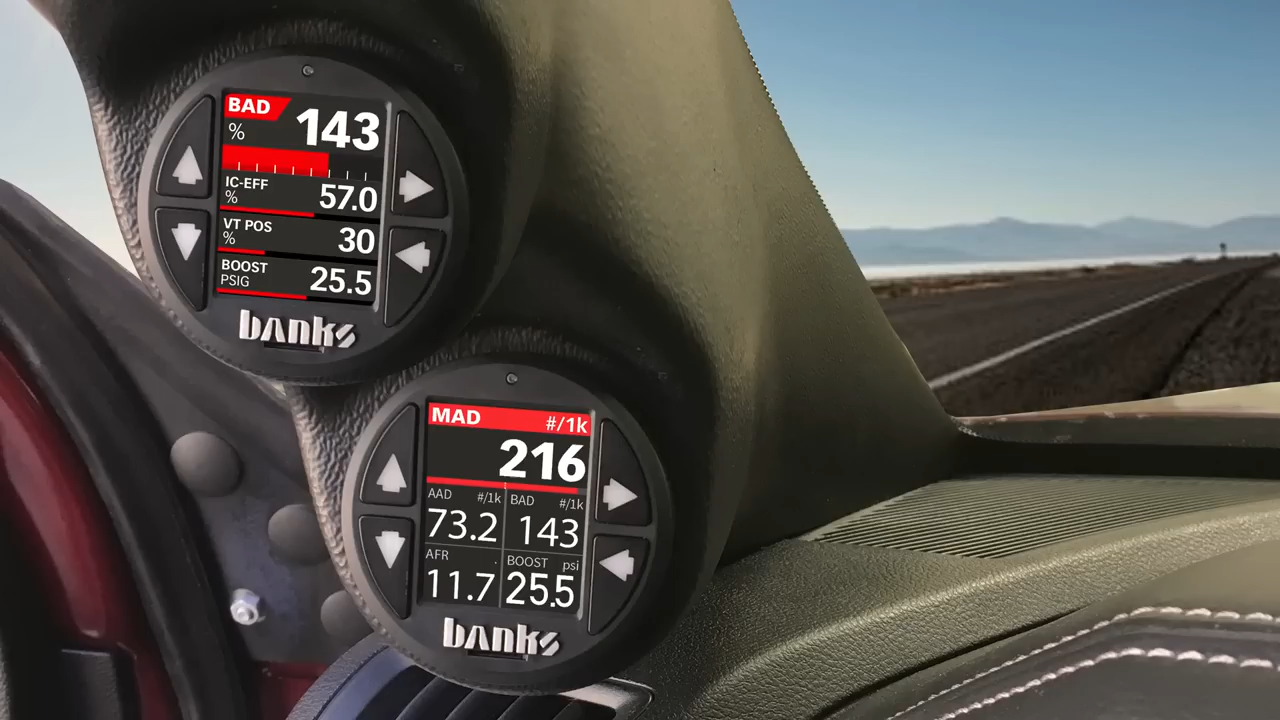 BAD
% 143
IC-EFF
% 57.0
VT POS
% 30
BOOST
PSIG 25.5
banks
MAD #/1k
216
AAD #/1k BAD #/1k
73.2 143
AFR BOOST psi
11.7 25.5
banks